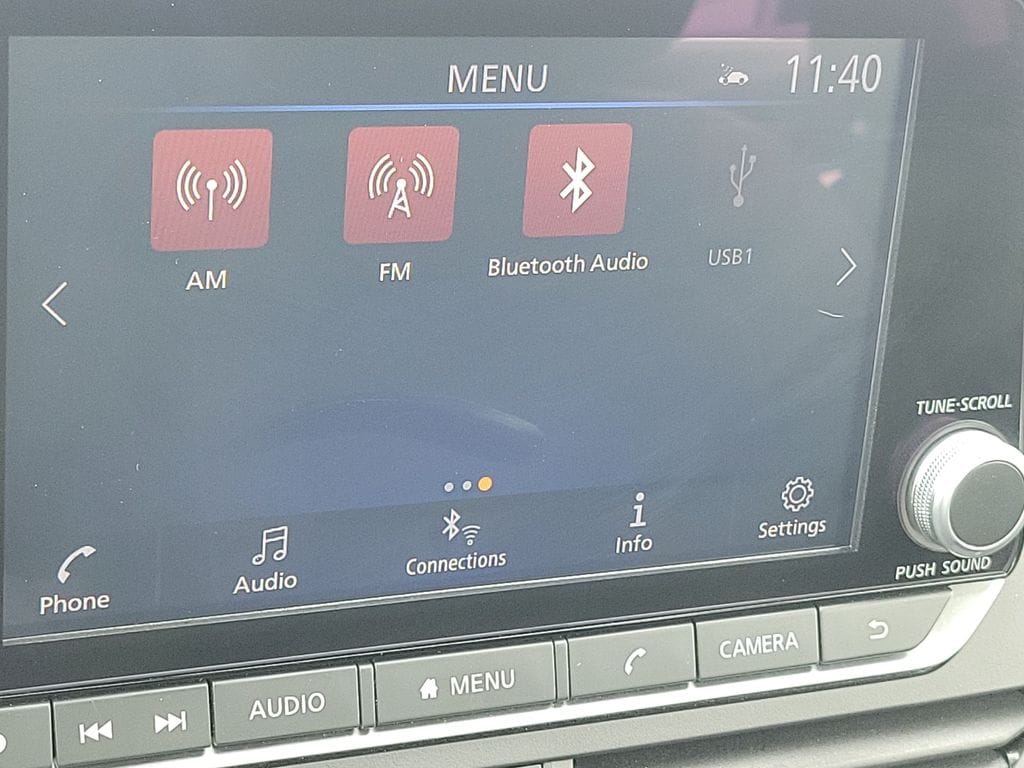 MENU 11:40
AM FM Bluetooth Audio USB1
TUNE·SCROLL
Phone Audio Connections Info Settings
PUSH SOUND
AUDIO MENU CAMERA